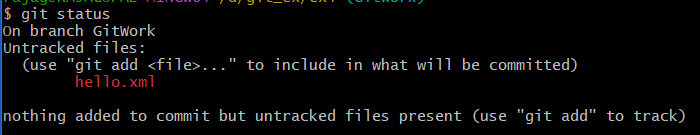 $ git status
On branch GitWork
Untracked files:
  (use "git add <file>..." to include in what will be committed)
        hello.xml

nothing added to commit but untracked files present (use "git add" to track)